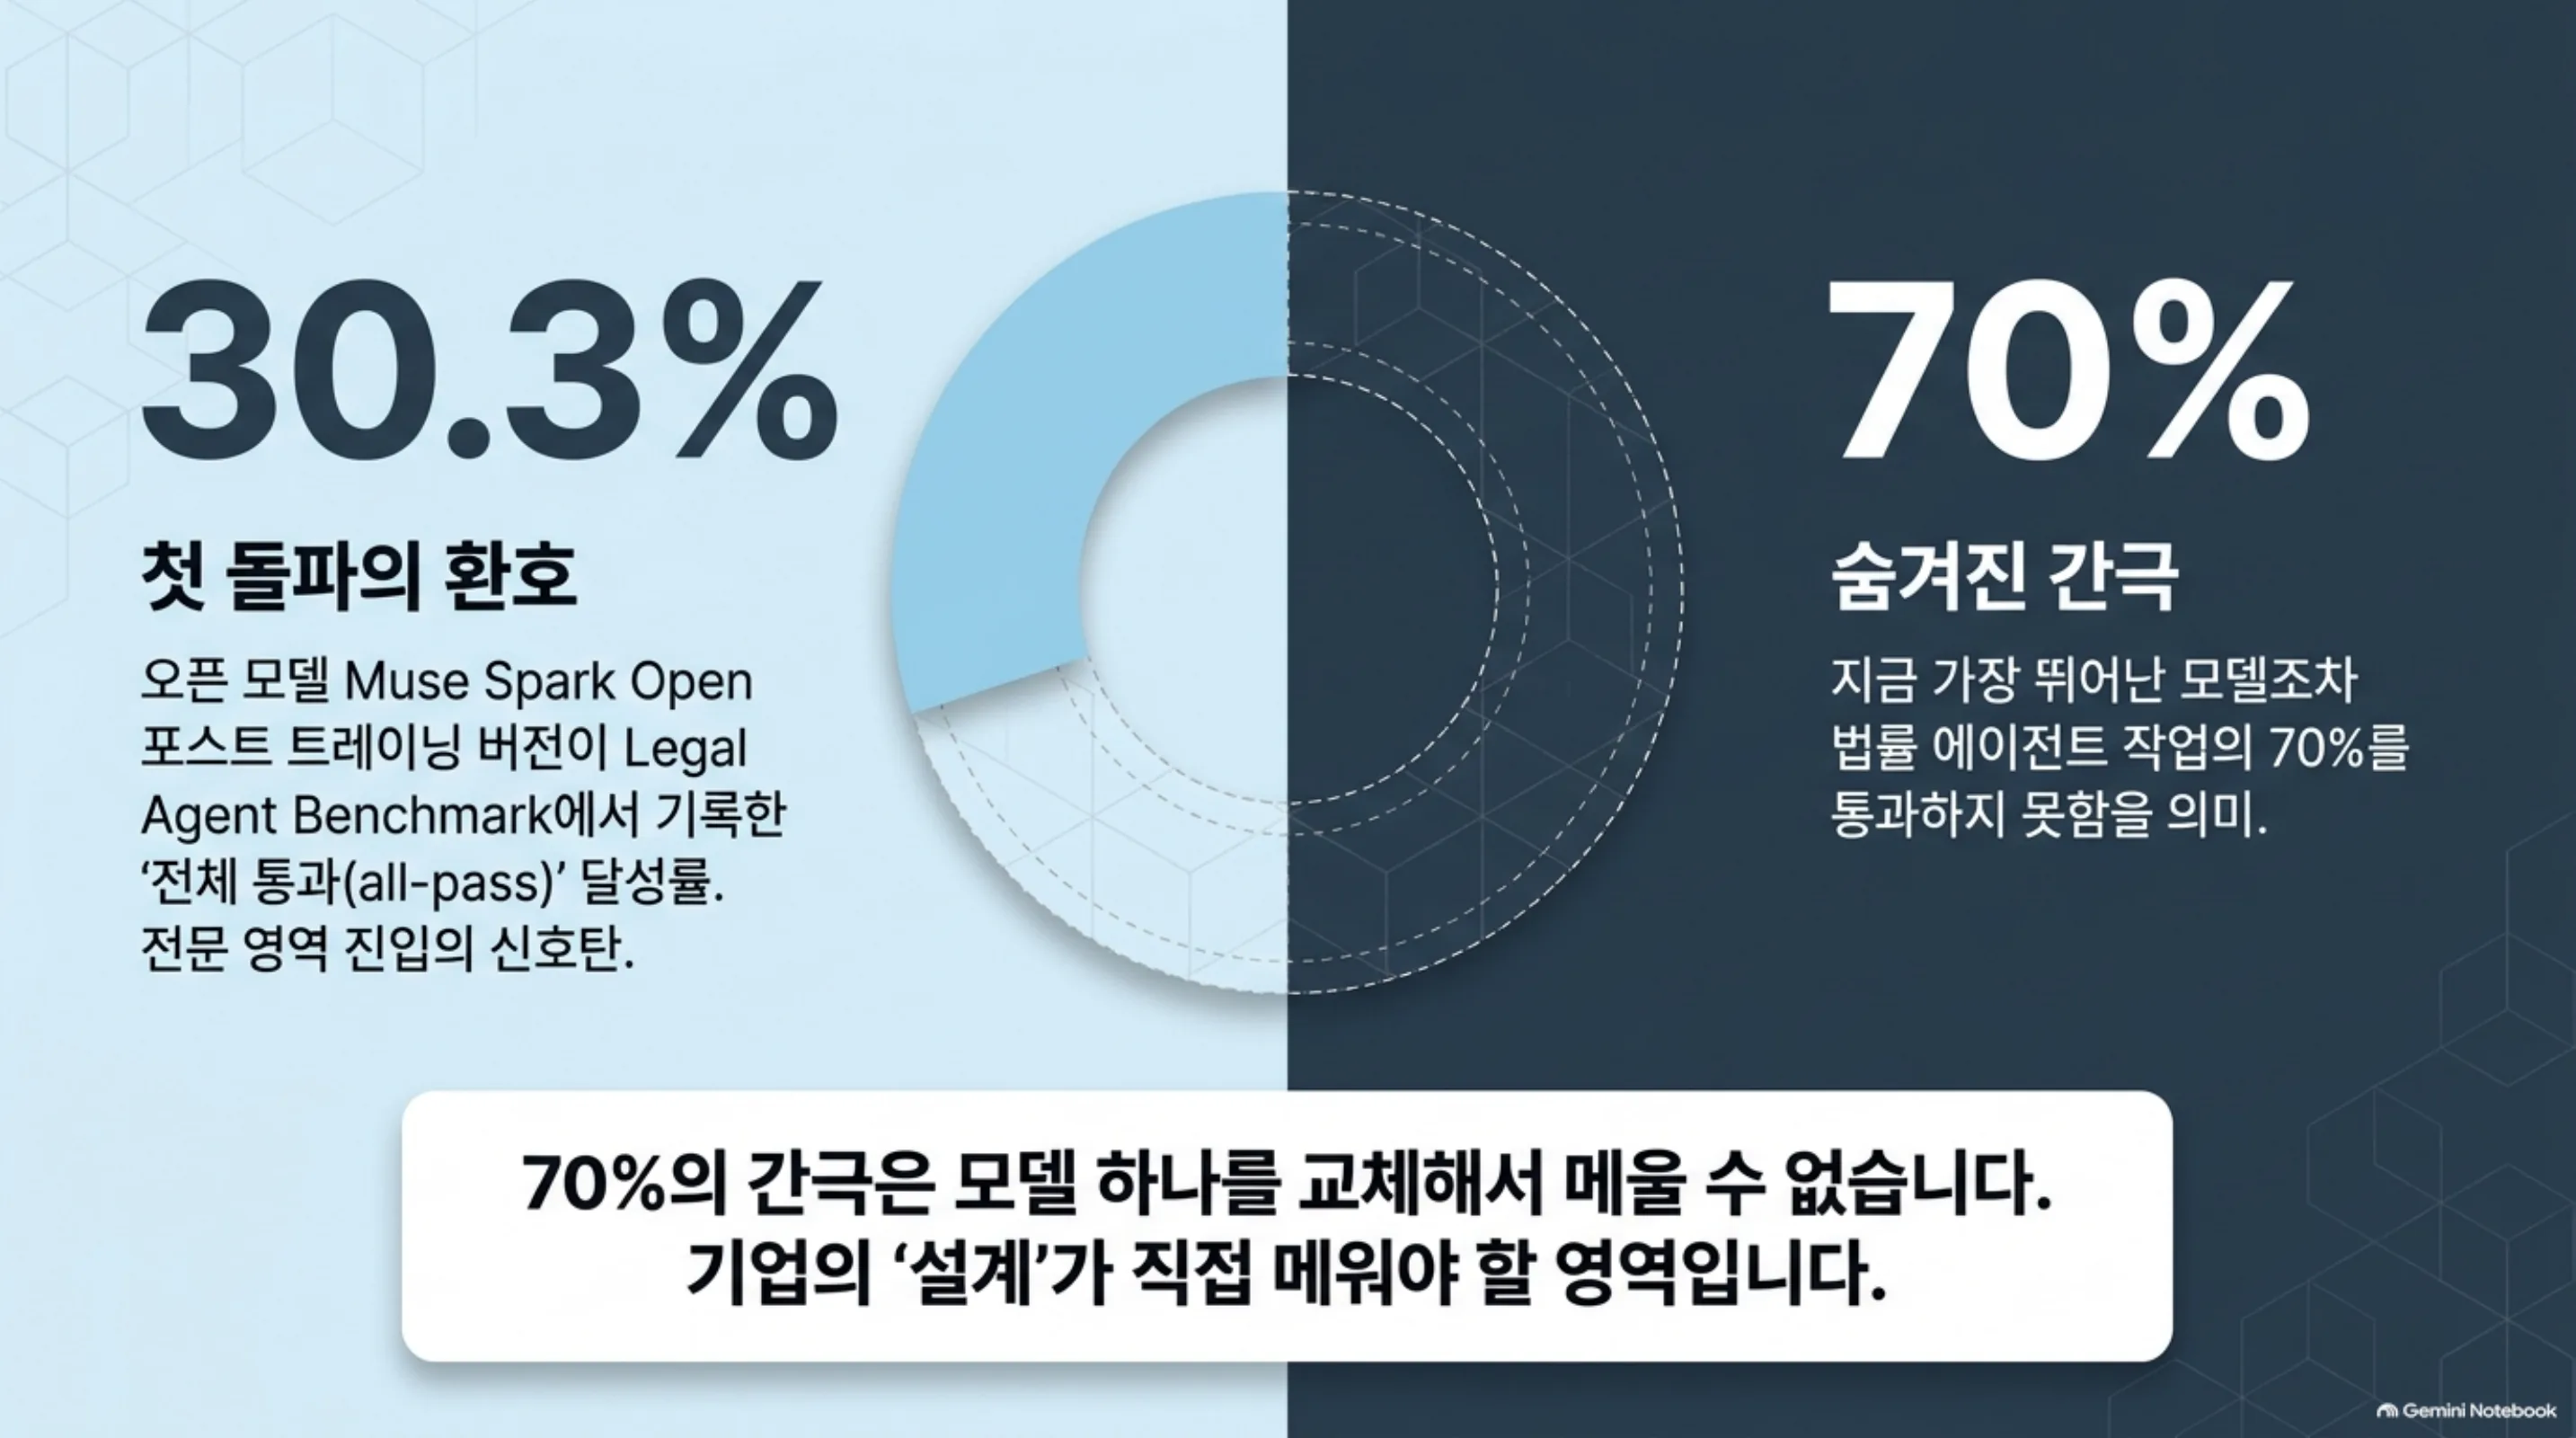 30.3%
첫 돌파의 환호
오픈 모델 Muse Spark Open
포스트 트레이닝 버전이 Legal
Agent Benchmark에서 기록한
‘전체 통과(all-pass)’ 달성률.
전문 영역 진입의 신호탄.
70%
숨겨진 간극
지금 가장 뛰어난 모델조차
법률 에이전트 작업의 70%를
통과하지 못함을 의미.
70%의 간극은 모델 하나를 교체해서 메울 수 없습니다.
기업의 ‘설계’가 직접 메워야 할 영역입니다.
Gemini Notebook